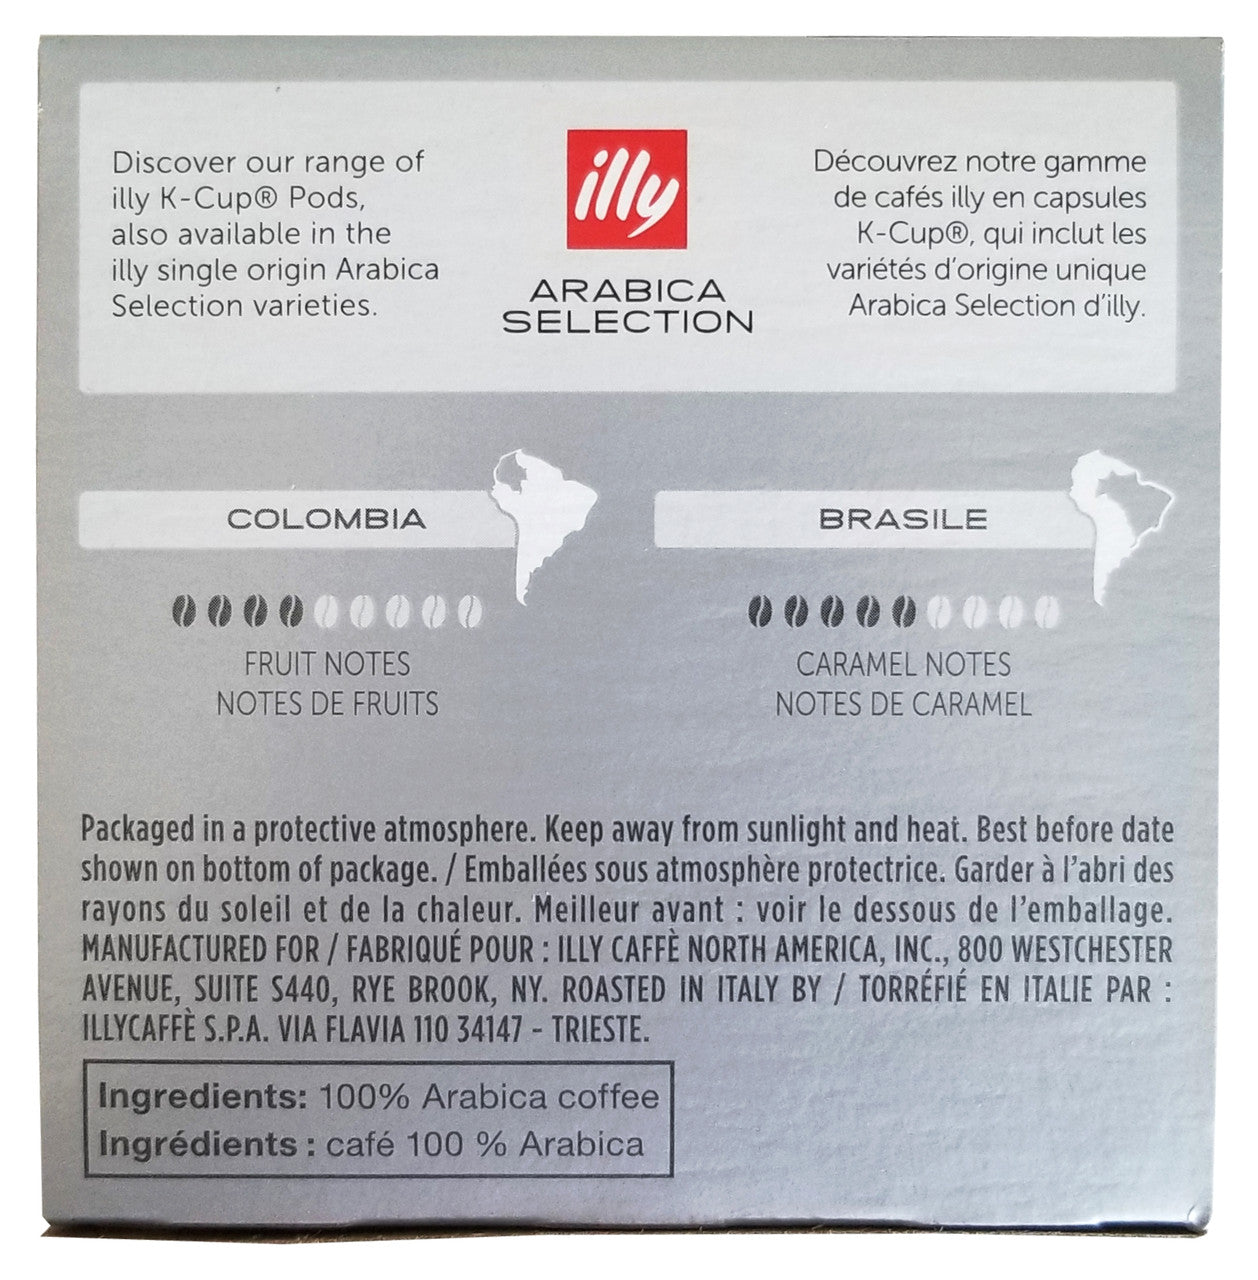 Discover our range of
illy K-Cup® Pods,
also available in the
illy single origin Arabica
Selection varieties.
illy
ARABICA
SELECTION
Découvrez notre gamme
de cafés illy en capsules
K-Cup®, qui inclut les
variétés d'origine unique
Arabica Selection d'illy.
COLOMBIA
FRUIT NOTES
NOTES DE FRUITS
BRASILE
CARAMEL NOTES
NOTES DE CARAMEL
Packaged in a protective atmosphere. Keep away from sunlight and heat. Best before date
shown on bottom of package. / Emballées sous atmosphère protectrice. Garder à l'abri des
rayons du soleil et de la chaleur. Meilleur avant : voir le dessous de l'emballage.
MANUFACTURED FOR / FABRIQUÉ POUR : ILLY CAFFÈ NORTH AMERICA, INC., 800 WESTCHESTER
AVENUE, SUITE S440, RYE BROOK, NY. ROASTED IN ITALY BY / TORRÉFIÉ EN ITALIE PAR :
ILLYCAFFÈ S.P.A. VIA FLAVIA 110 34147 - TRIESTE.
Ingredients: 100% Arabica coffee
Ingrédients : café 100 % Arabica